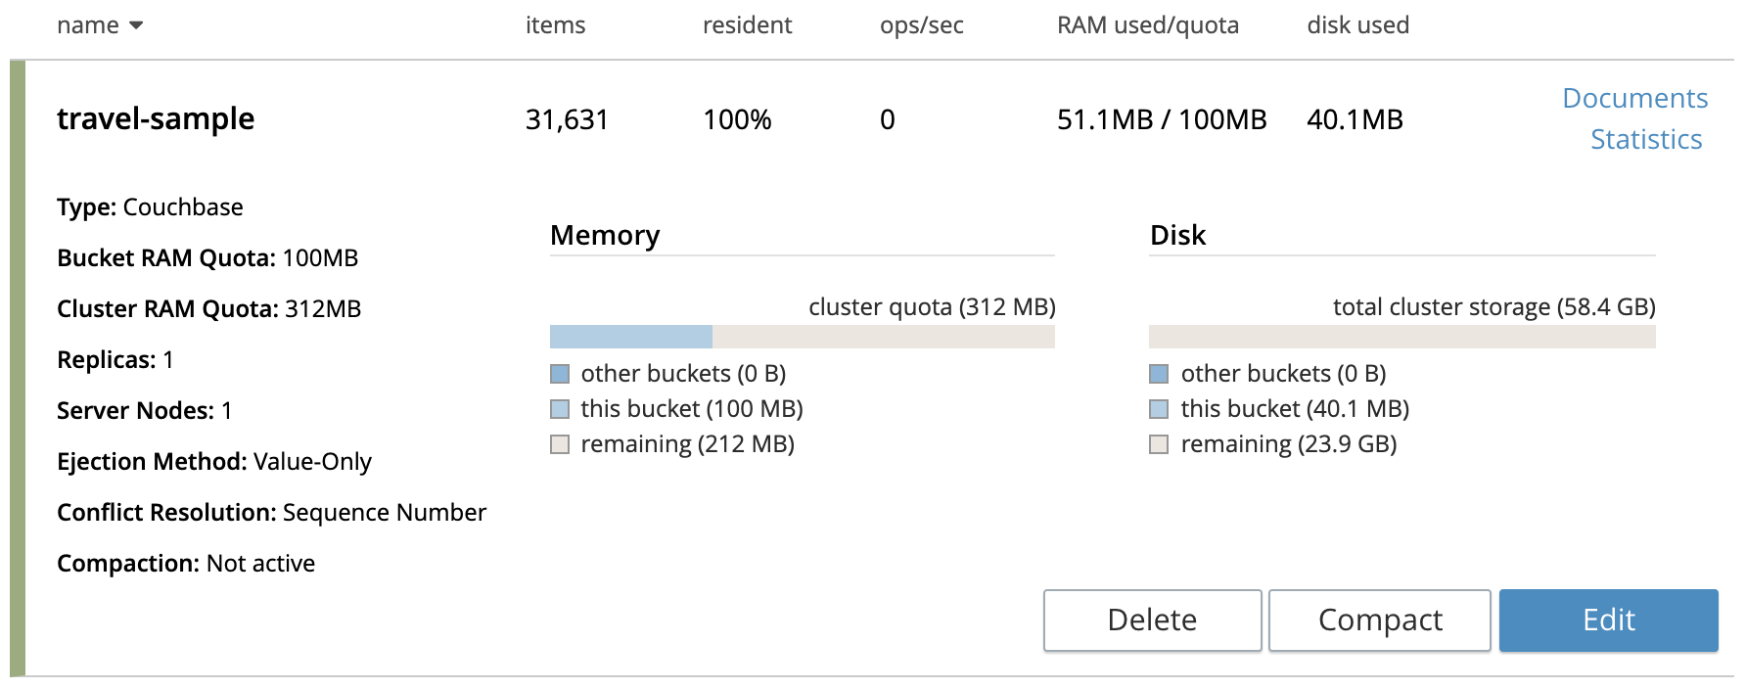 name items resident ops/sec RAM used/quota disk used
travel-sample 31,631 100% 0 51.1MB / 100MB 40.1MB
Documents
Statistics
Type: Couchbase
Bucket RAM Quota: 100MB
Cluster RAM Quota: 312MB
Replicas: 1
Server Nodes: 1
Ejection Method: Value-Only
Conflict Resolution: Sequence Number
Compaction: Not active
Memory
cluster quota (312 MB)
other buckets (0 B)
this bucket (100 MB)
remaining (212 MB)
Disk
total cluster storage (58.4 GB)
other buckets (0 B)
this bucket (40.1 MB)
remaining (23.9 GB)
Delete Compact Edit